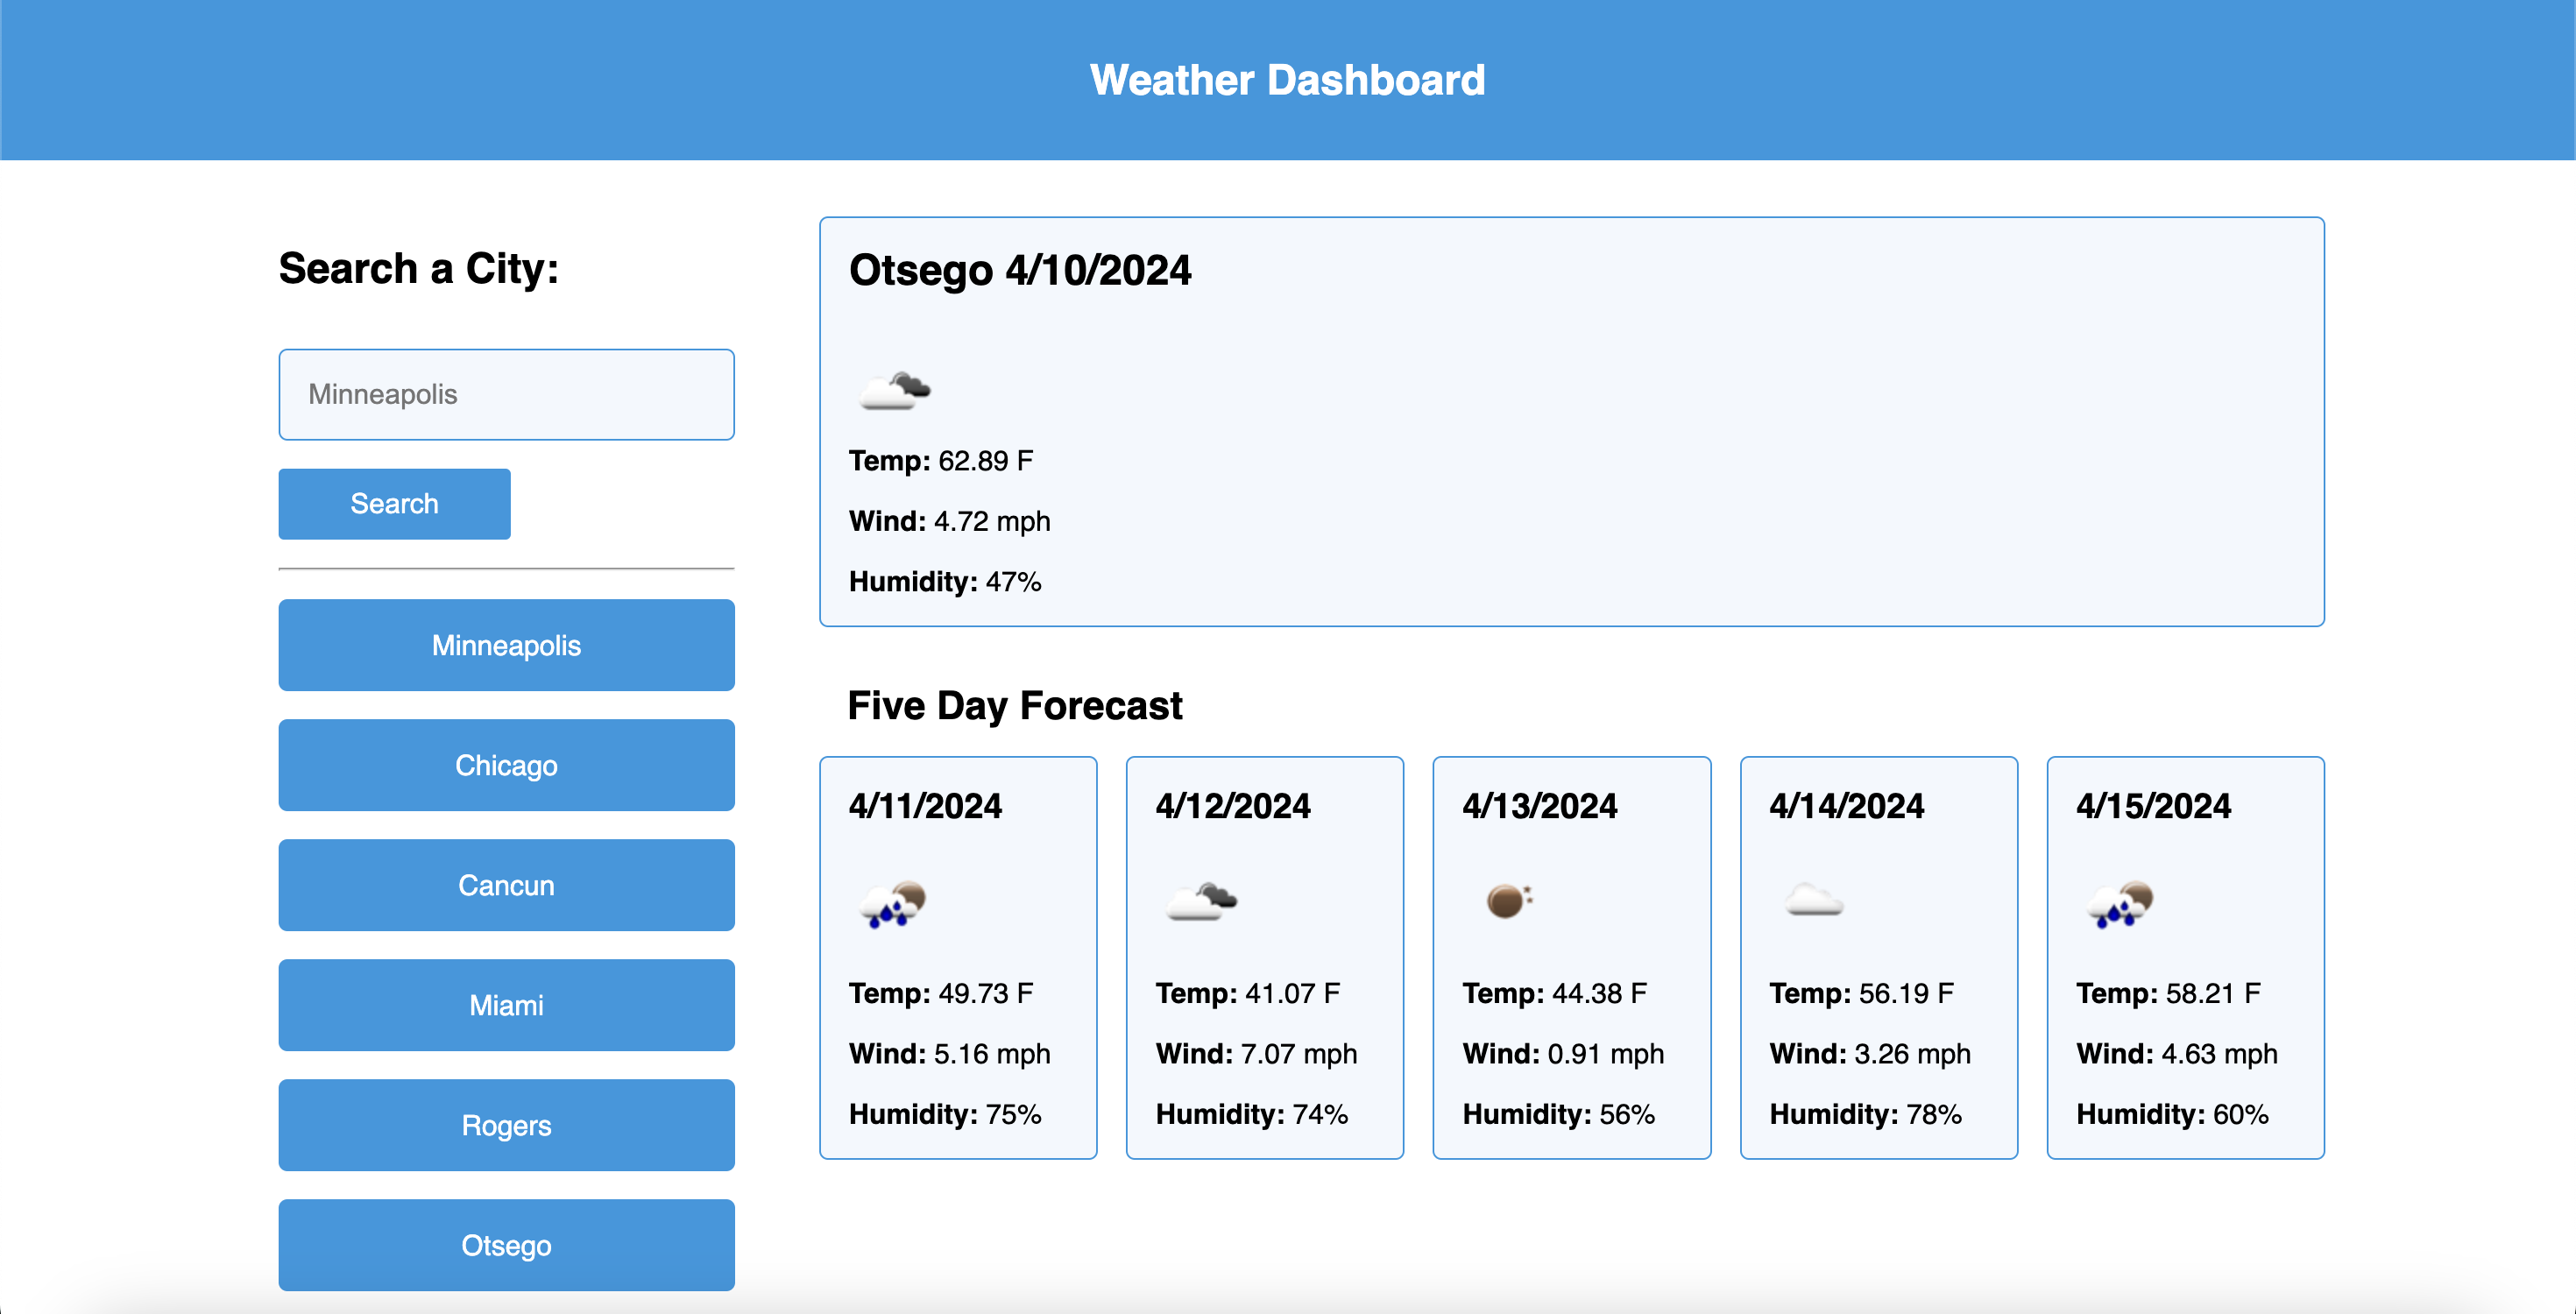 Weather Dashboard
Search a City:
Minneapolis
Search
Minneapolis
Chicago
Cancun
Miami
Rogers
Otsego
Otsego 4/10/2024
Temp: 62.89 F
Wind: 4.72 mph
Humidity: 47%
Five Day Forecast
4/11/2024
Temp: 49.73 F
Wind: 5.16 mph
Humidity: 75%
4/12/2024
Temp: 41.07 F
Wind: 7.07 mph
Humidity: 74%
4/13/2024
Temp: 44.38 F
Wind: 0.91 mph
Humidity: 56%
4/14/2024
Temp: 56.19 F
Wind: 3.26 mph
Humidity: 78%
4/15/2024
Temp: 58.21 F
Wind: 4.63 mph
Humidity: 60%